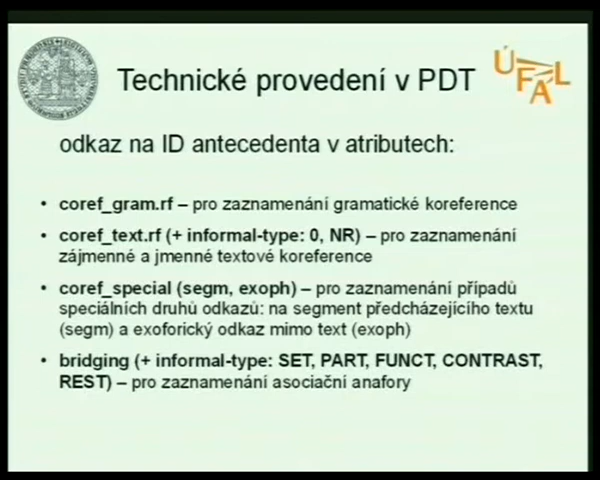 Technické provedení v PDT
ÚFAL
odkaz na ID antecedenta v atributech:
• coref_gram.rf – pro zaznamenání gramatické koreference
• coref_text.rf (+ informal-type: 0, NR) – pro zaznamenání
zájmenné a jmenné textové koreference
• coref_special (segm, exoph) – pro zaznamenání případů
speciálních druhů odkazů: na segment předcházejícího textu
(segm) a exoforický odkaz mimo text (exoph)
• bridging (+ informal-type: SET, PART, FUNCT, CONTRAST,
REST) – pro zaznamenání asociační anafory